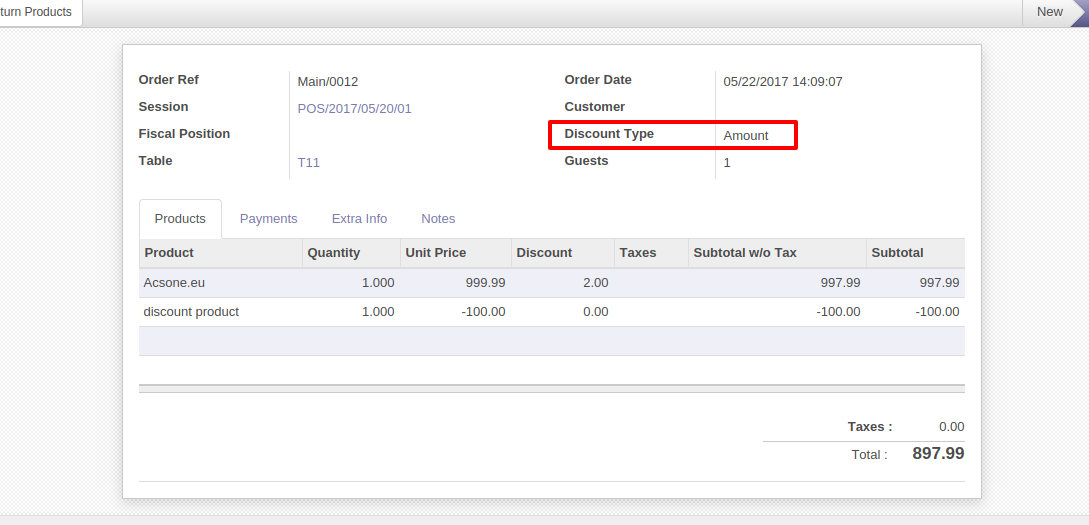 turn Products
New
Order Ref Main/0012 Order Date 05/22/2017 14:09:07
Session POS/2017/05/20/01 Customer
Fiscal Position Discount Type Amount
Table T11 Guests 1
Products Payments Extra Info Notes
Product Quantity Unit Price Discount Taxes Subtotal w/o Tax Subtotal
Acsone.eu 1.000 999.99 2.00 997.99 997.99
discount product 1.000 -100.00 0.00 -100.00 -100.00
Taxes : 0.00
Total : 897.99